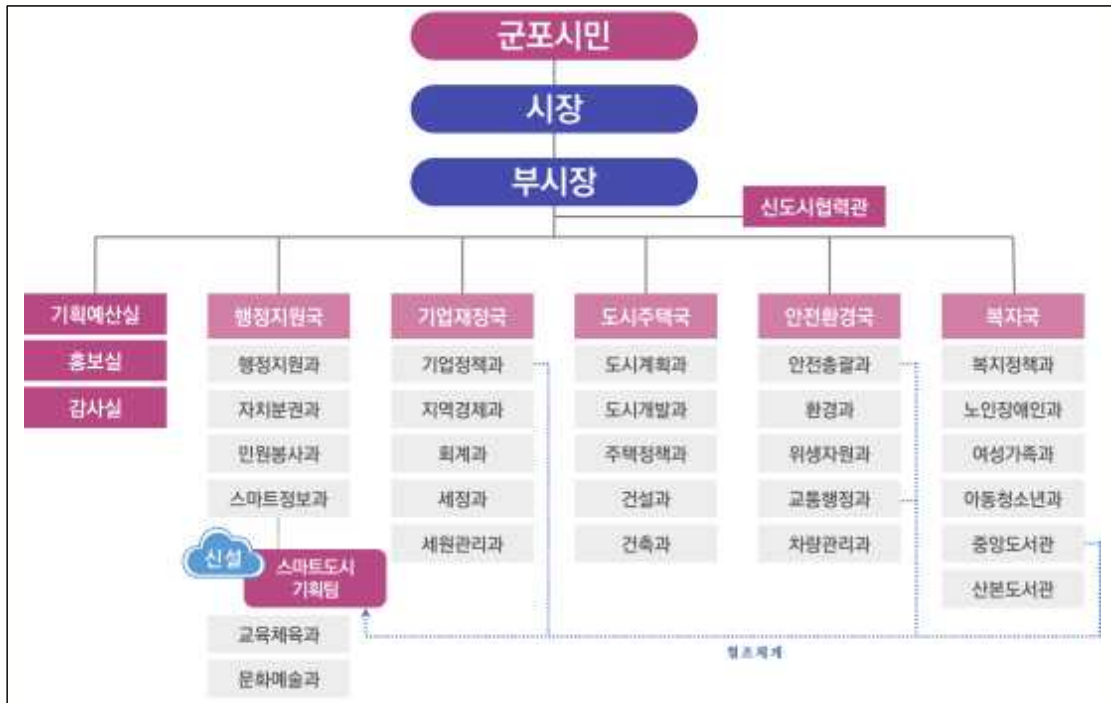 군포시민
시장
부시장
신도시협력관
기획예산실
홍보실
감사실
행정지원국
행정지원과
자치분권과
민원봉사과
스마트정보과
신설
스마트도시
기획팀
교육체육과
문화예술과
기업재정국
기업정책과
지역경제과
회계과
세정과
세원관리과
도시주택국
도시계획과
도시개발과
주택정책과
건설과
건축과
안전환경국
안전총괄과
환경과
위생자원과
교통행정과
차량관리과
복지국
복지정책과
노인장애인과
여성가족과
아동청소년과
중앙도서관
산본도서관
협조체계